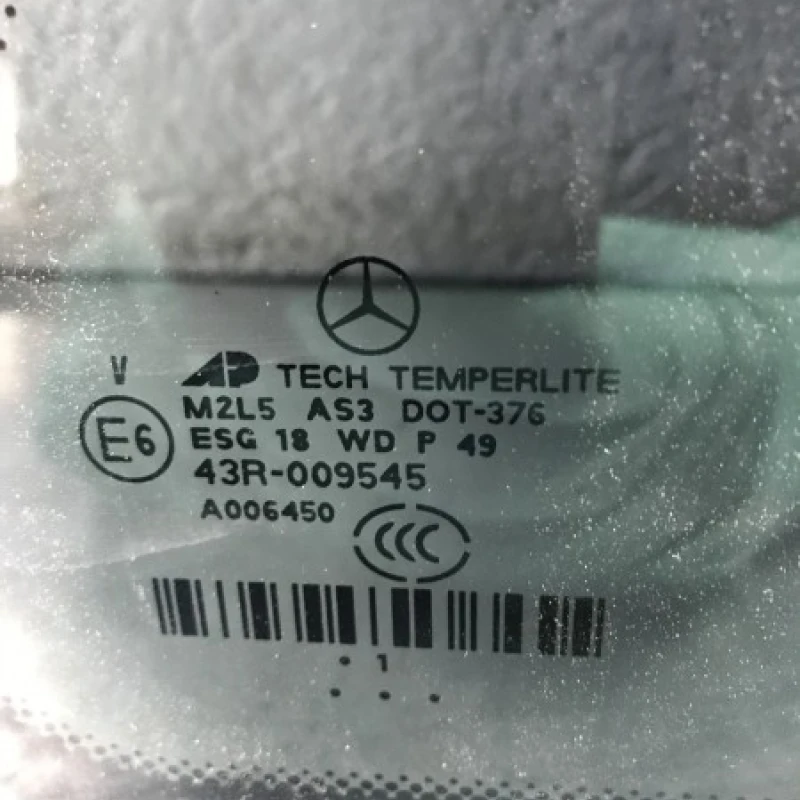 V
AP TECH TEMPERLITE
M2L5 AS3 DOT-376
E6
ESG 18 WD P 49
43R-009545
A006450
CCC
. 1
. . .